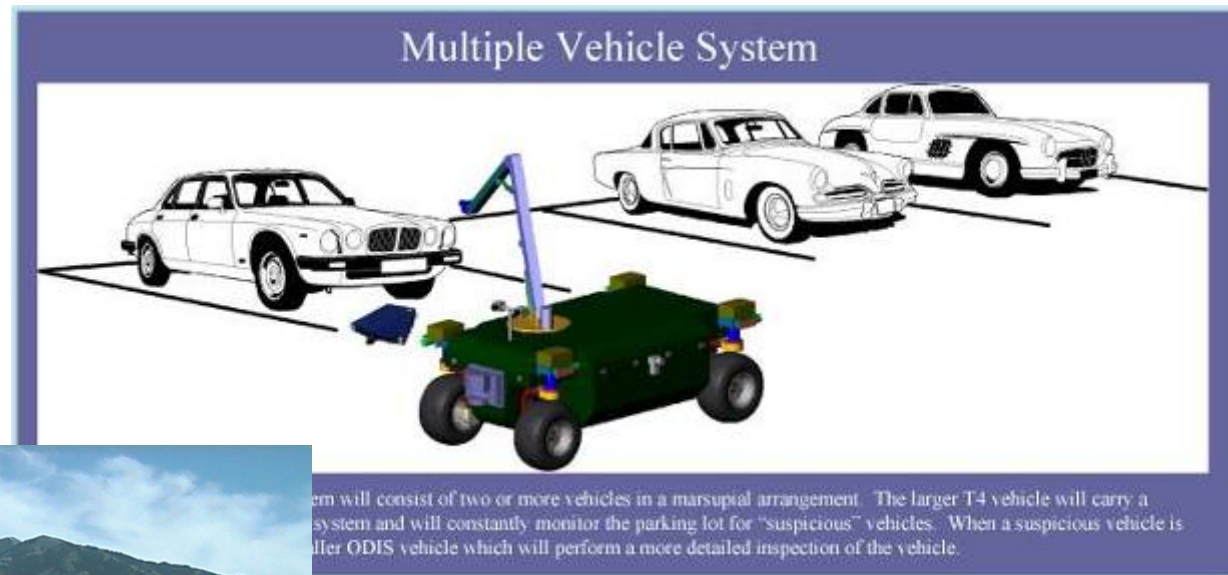 Multiple Vehicle System
will consist of two or more vehicles in a marsupial arrangement. The larger T4 vehicle will carry a
system and will constantly monitor the parking lot for “suspicious” vehicles. When a suspicious vehicle is
ODIS vehicle which will perform a more detailed inspection of the vehicle.